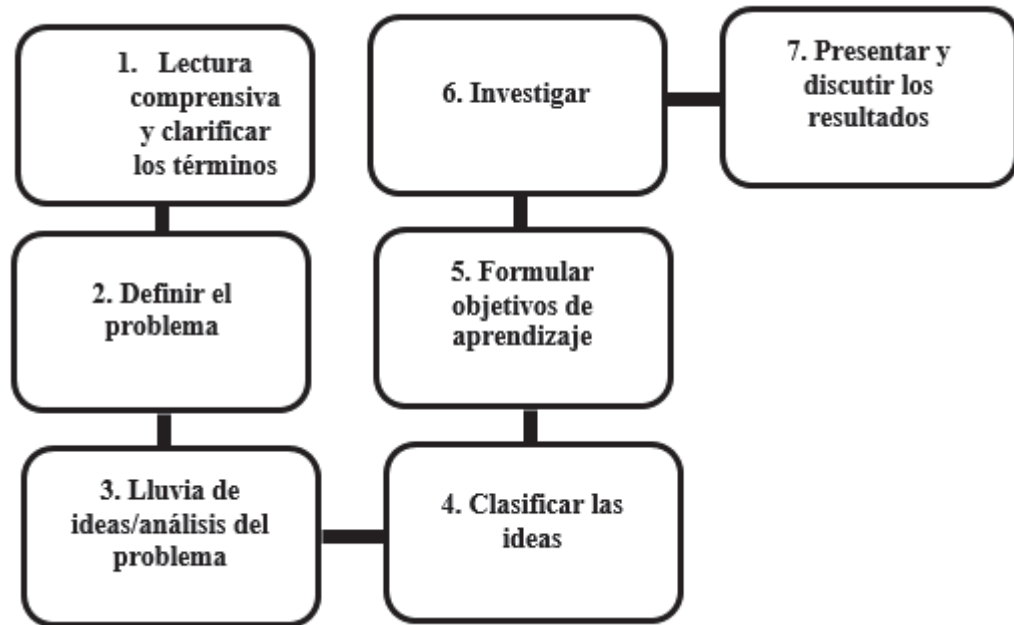 1. Lectura
comprensiva
y clarificar
los términos
2. Definir el
problema
3. Lluvia de
ideas/análisis del
problema
4. Clasificar las
ideas
5. Formular
objetivos de
aprendizaje
6. Investigar
7. Presentar y
discutir los
resultados